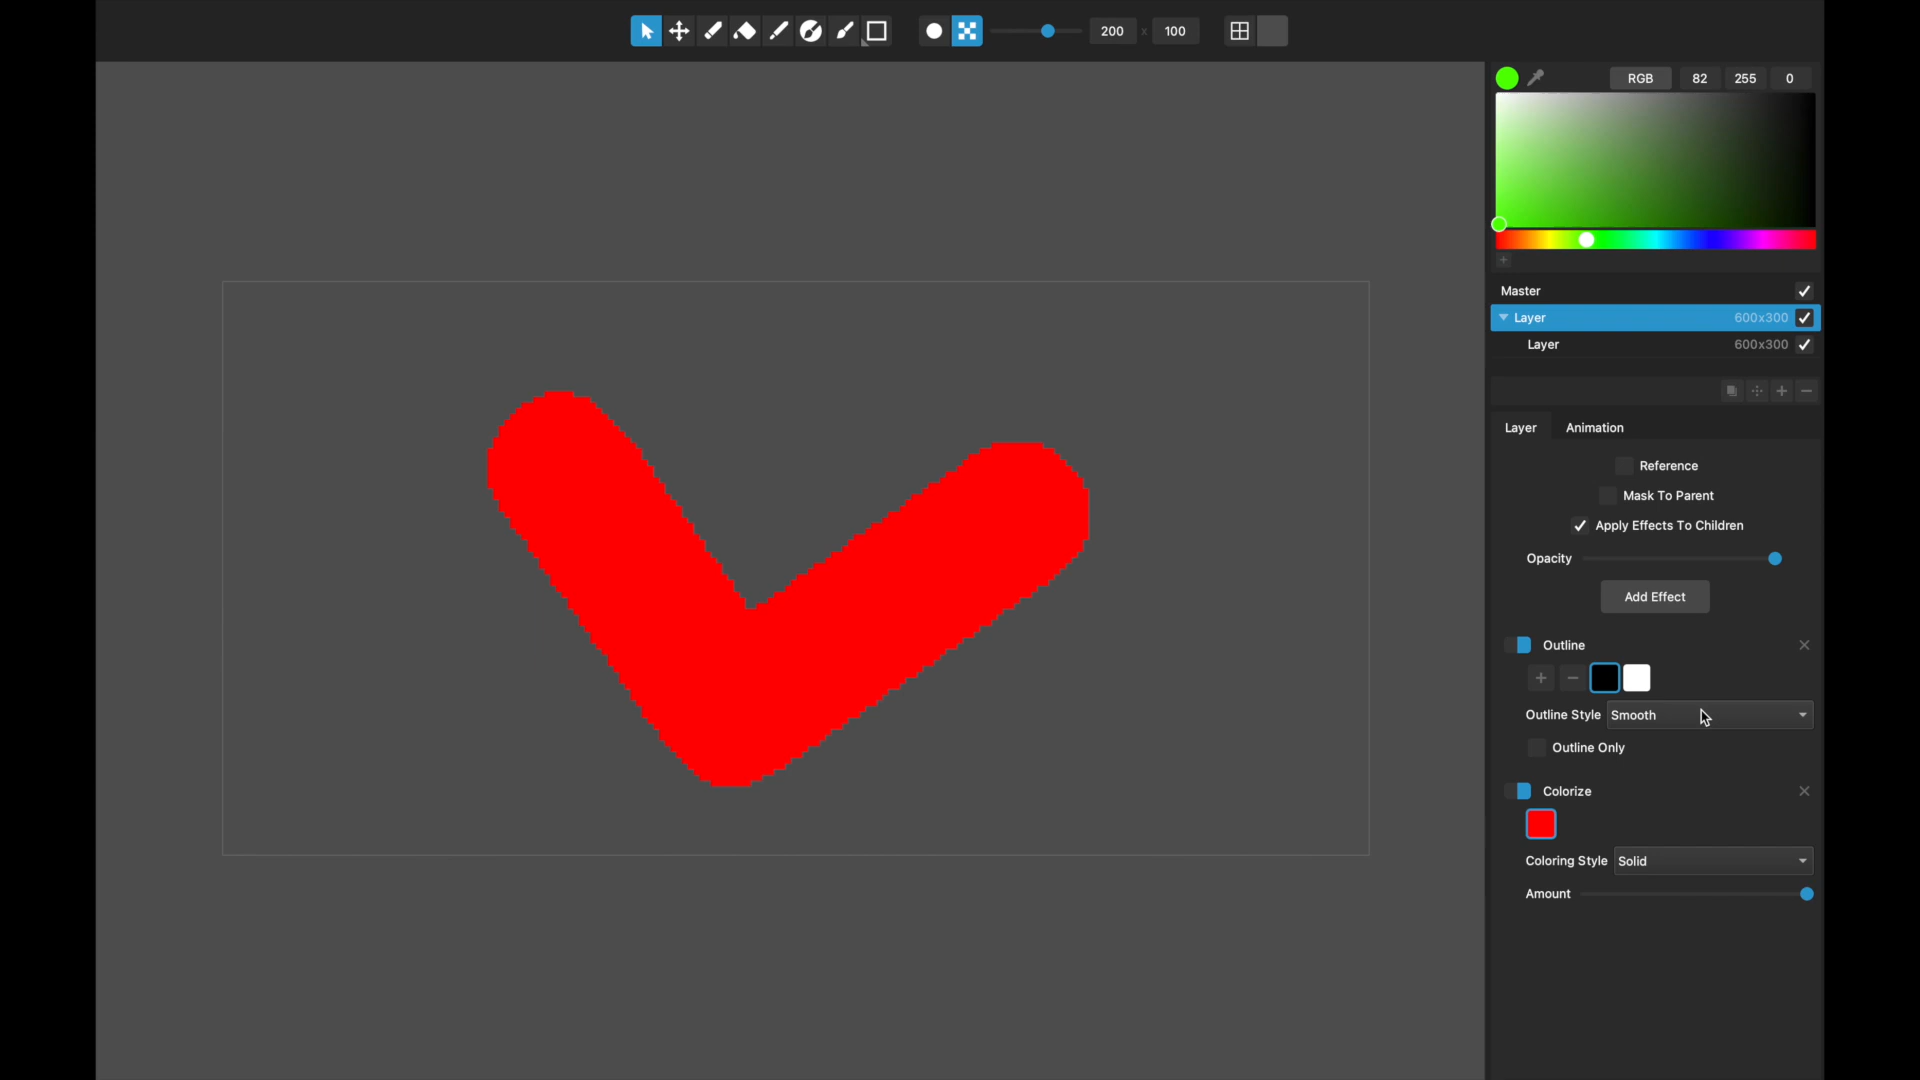 200 x 100
RGB 82 255 0
Master
Layer 600x300
Layer 600x300
Layer Animation
Reference
Mask To Parent
Apply Effects To Children
Opacity
Add Effect
Outline
Outline Style Smooth
Outline Only
Colorize
Coloring Style Solid
Amount